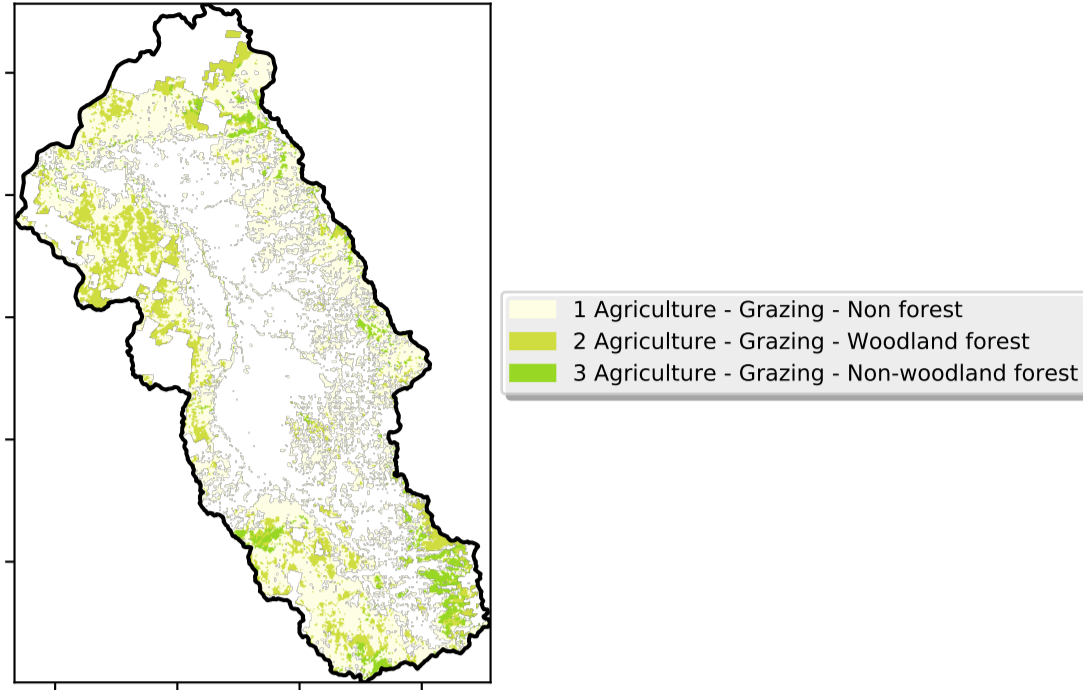 1 Agriculture - Grazing - Non forest
2 Agriculture - Grazing - Woodland forest
3 Agriculture - Grazing - Non-woodland forest